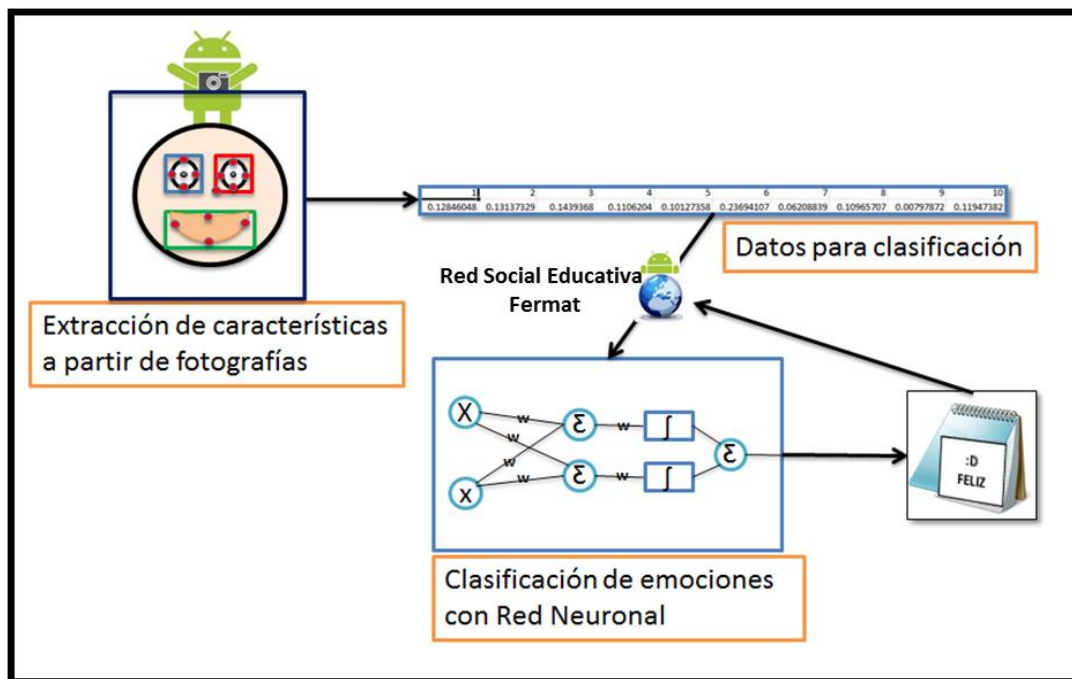 1 2 3 4 5 6 7 8 9 10
0.12846048 0.13137329 0.1439368 0.1106204 0.10127358 0.23694107 0.06208839 0.10965707 0.00797872 0.11947382
Datos para clasificación
Red Social Educativa
Fermat
Extracción de características
a partir de fotografías
X w Ɛ w ∫
w
w Ɛ
X w Ɛ w ∫
:D
FELIZ
Clasificación de emociones
con Red Neuronal